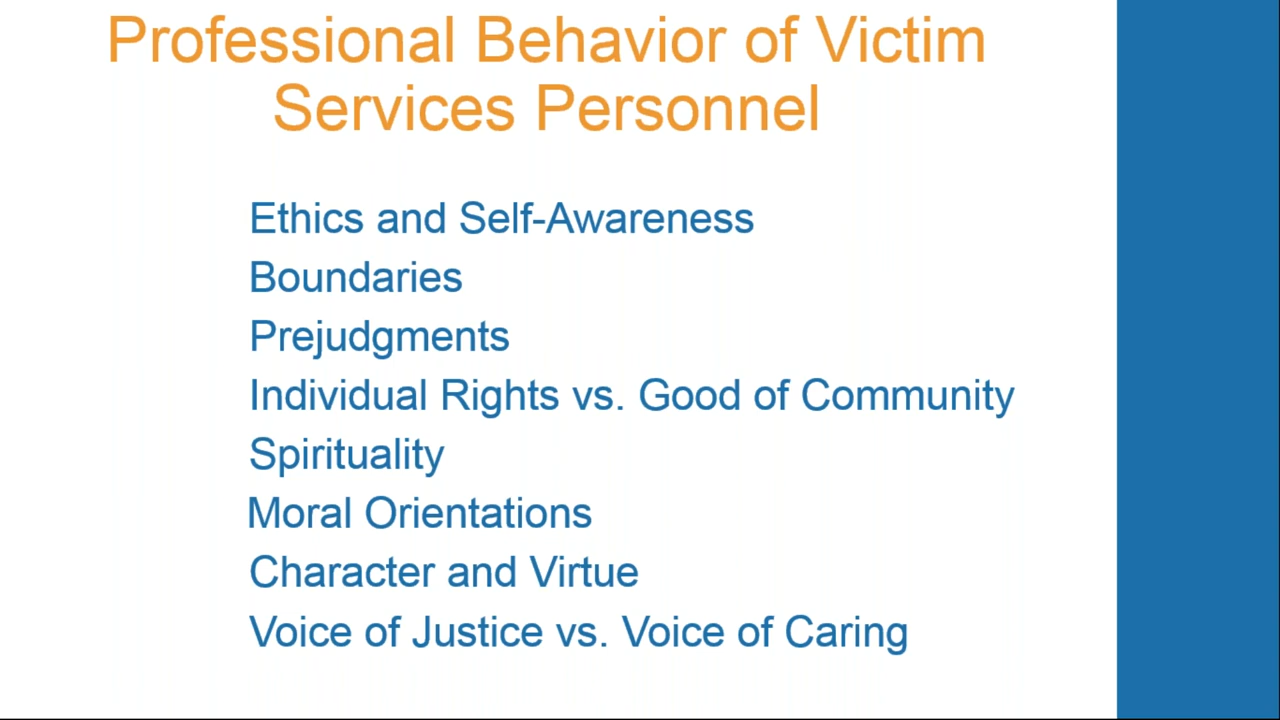 Professional Behavior of Victim
Services Personnel
Ethics and Self-Awareness
Boundaries
Prejudgments
Individual Rights vs. Good of Community
Spirituality
Moral Orientations
Character and Virtue
Voice of Justice vs. Voice of Caring